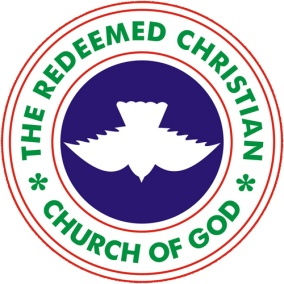 THE REDEEMED CHRISTIAN
* CHURCH OF GOD *